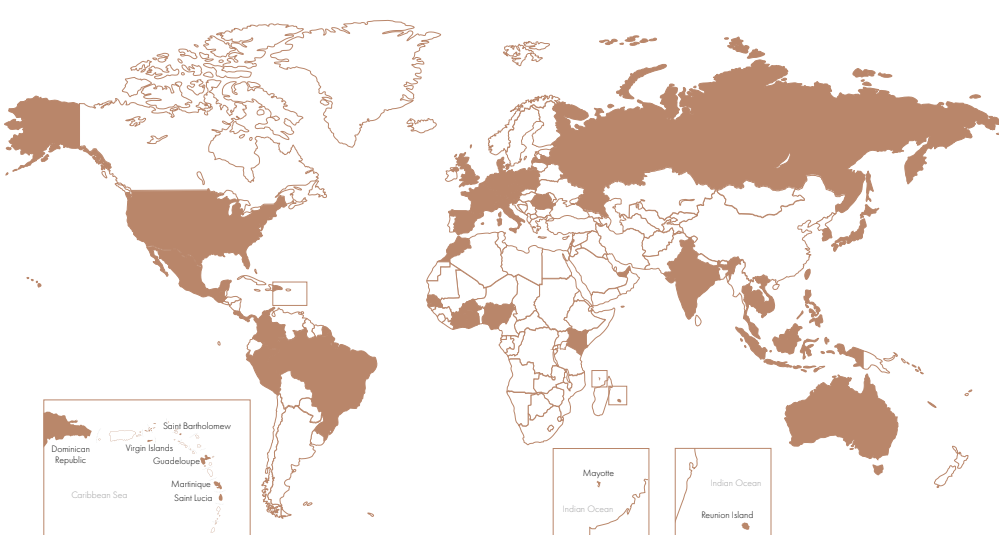 Saint Bartholomew
Dominican
Republic
Virgin Islands
Guadeloupe
Martinique
Saint Lucia
Caribbean Sea
Mayotte
Indian Ocean
Indian Ocean
Reunion Island